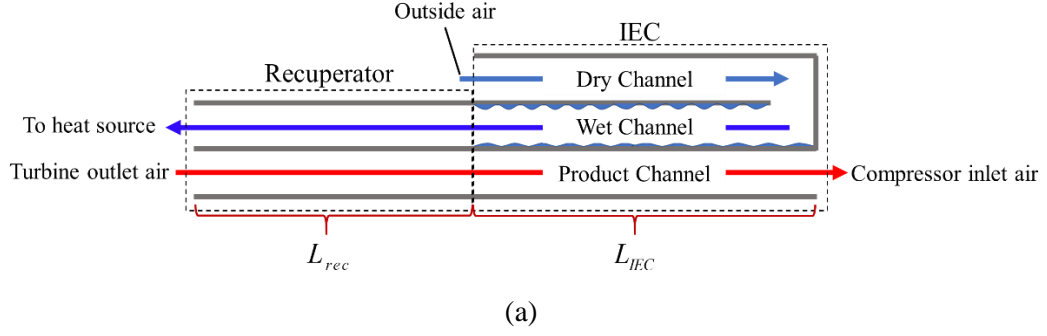 Outside air
IEC
Recuperator
Dry Channel
To heat source
Wet Channel
Turbine outlet air
Product Channel
Compressor inlet air
L_rec
L_IEC
(a)